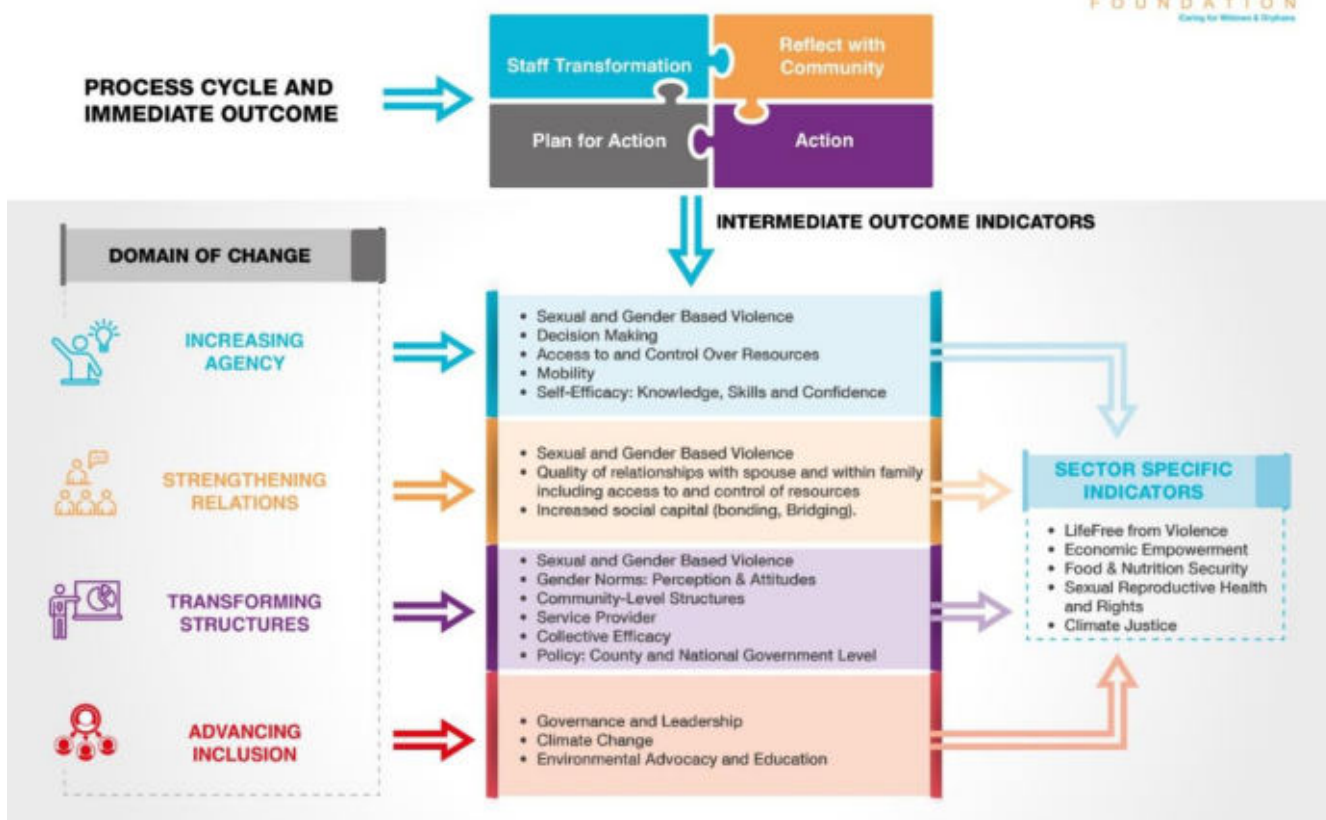 FOUNDATION
Caring for Widows & Orphans
PROCESS CYCLE AND
IMMEDIATE OUTCOME
Staff Transformation
Reflect with
Community
Plan for Action
Action
INTERMEDIATE OUTCOME INDICATORS
DOMAIN OF CHANGE
INCREASING
AGENCY
• Sexual and Gender Based Violence
• Decision Making
• Access to and Control Over Resources
• Mobility
• Self-Efficacy: Knowledge, Skills and Confidence
STRENGTHENING
RELATIONS
• Sexual and Gender Based Violence
• Quality of relationships with spouse and within family
including access to and control of resources
• Increased social capital (bonding, Bridging).
TRANSFORMING
STRUCTURES
• Sexual and Gender Based Violence
• Gender Norms: Perception & Attitudes
• Community-Level Structures
• Service Provider
• Collective Efficacy
• Policy: County and National Government Level
ADVANCING
INCLUSION
• Governance and Leadership
• Climate Change
• Environmental Advocacy and Education
SECTOR SPECIFIC
INDICATORS
• LifeFree from Violence
• Economic Empowerment
• Food & Nutrition Security
• Sexual Reproductive Health
and Rights
• Climate Justice